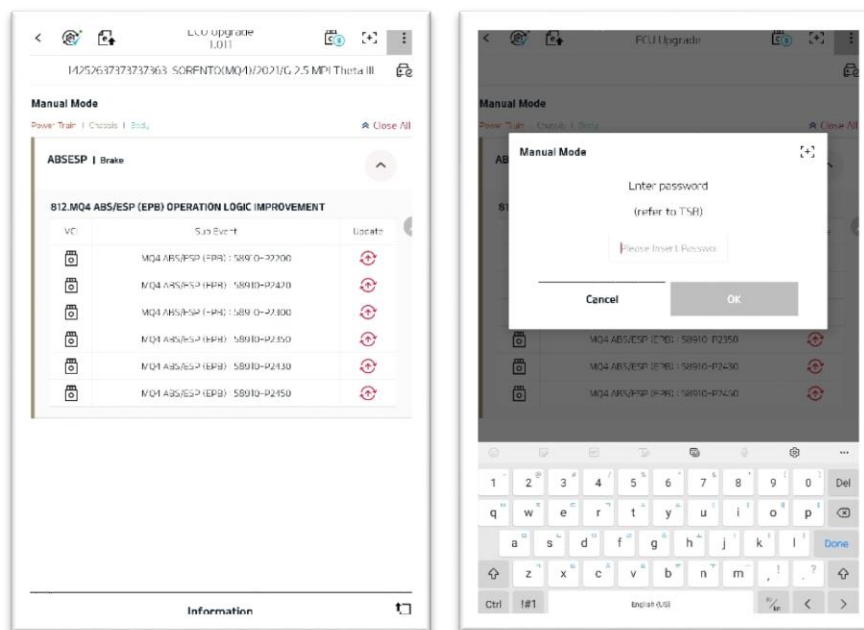 ECU Upgrade
1.011
SORENTO(MQ4)/2021/G 2.5 MPI Theta III
Manual Mode
Power Train | Chassis | Body
Close All
ABSESP | Brake
812.MQ4 ABS/ESP (EPB) OPERATION LOGIC IMPROVEMENT
VCI Sub Event Update
MQ4 ABS/ESP (EPB) : 58910-P2200
MQ4 ABS/ESP (EPB) : 58910-P2420
MQ4 ABS/ESP (EPB) : 58910-P2300
MQ4 ABS/ESP (EPB) : 58910-P2350
MQ4 ABS/ESP (EPB) : 58910-P2430
MQ4 ABS/ESP (EPB) : 58910-P2450
Information
ECU Upgrade
Manual Mode
Power Train | Chassis | Body
Close All
AB
81
Manual Mode
Enter password
(refer to TSB)
Please Insert Passwo
Cancel OK
MQ4 ABS/ESP (EPB) : 58910-P2350
MQ4 ABS/ESP (EPB) : 58910-P2430
MQ4 ABS/ESP (EPB) : 58910-P2450
1 2 3 4 5 6 7 8 9 0 Del
q w e r t y u i o p
a s d f g h j k l Done
z x c v b n m , ! . ?
Ctrl !#1 English (US)